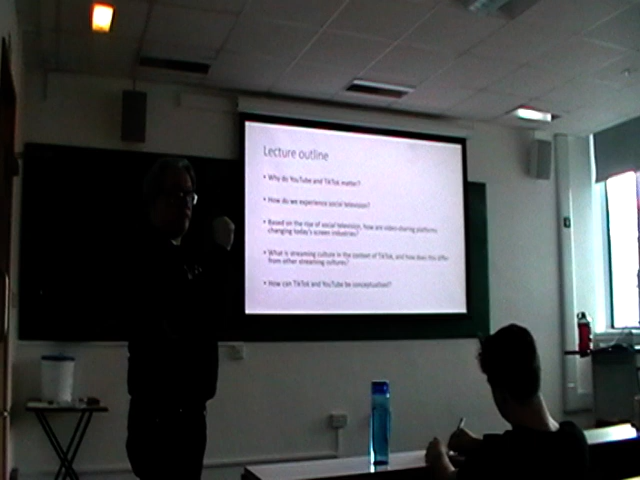 Lecture outline
• Why do YouTube and TikTok matter?
• How do we experience social television?
• Based on the rise of social television, how are video-sharing platforms
changing today's screen industries?
• What is streaming culture in the context of TikTok, and how does this differ
from other streaming cultures?
• How can TikTok and YouTube be conceptualised?